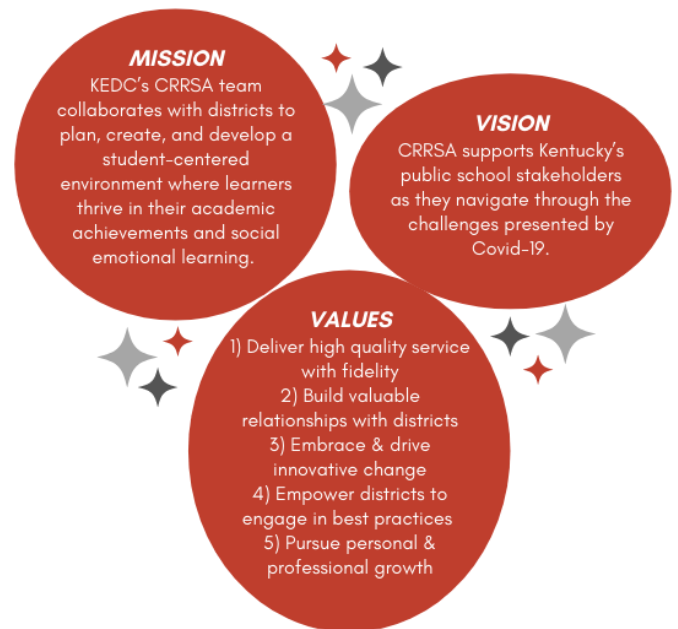 MISSION
KEDC's CRRSA team
collaborates with districts to
plan, create, and develop a
student-centered
environment where learners
thrive in their academic
achievements and social
emotional learning.
VISION
CRRSA supports Kentucky's
public school stakeholders
as they navigate through the
challenges presented by
Covid-19.
VALUES
1) Deliver high quality service
with fidelity
2) Build valuable
relationships with districts
3) Embrace & drive
innovative change
4) Empower districts to
engage in best practices
5) Pursue personal &
professional growth